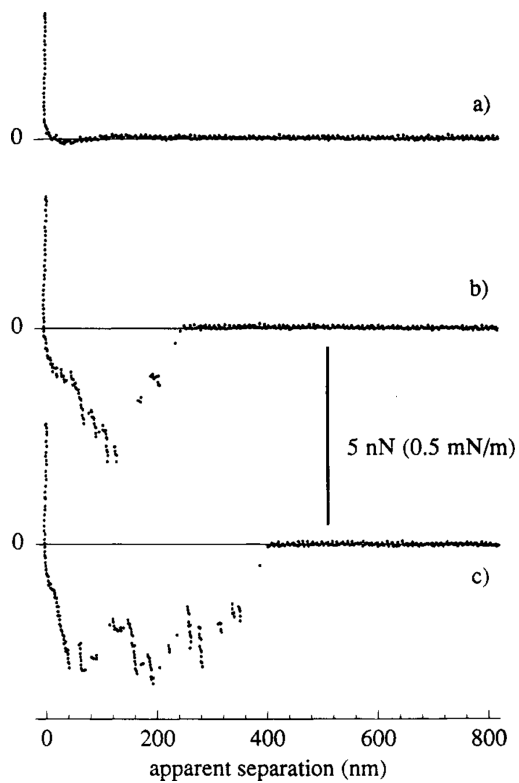 a)
0
b)
0
5 nN (0.5 mN/m)
0
c)
0 200 400 600 800
apparent separation (nm)